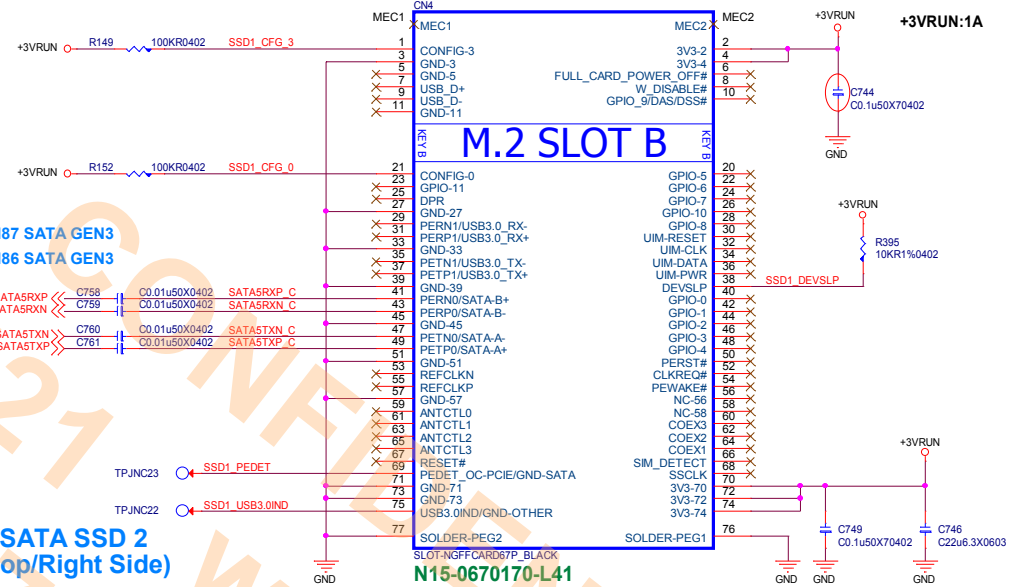 CN4
MEC1 MEC1 MEC2 MEC2
+3VRUN +3VRUN:1A
+3VRUN R149 100KR0402 SSD1_CFG_3 1 CONFIG-3 3V3-2 2
3 GND-3 3V3-4 4
5 GND-5 FULL_CARD_POWER_OFF# 6
7 USB_D+ W_DISABLE# 8
9 USB_D- GPIO_9/DAS/DSS# 10
11 GND-11
C744
C0.1u50X70402
GND
KEY B M.2 SLOT B KEY B
+3VRUN R152 100KR0402 SSD1_CFG_0 21 CONFIG-0 GPIO-5 20
23 GPIO-11 GPIO-6 22
25 DPR GPIO-7 24
27 GND-27 GPIO-10 26
29 PERN1/USB3.0_RX- GPIO-8 28
31 PERP1/USB3.0_RX+ UIM-RESET 30
33 GND-33 UIM-CLK 32
35 PETN1/USB3.0_TX- UIM-DATA 34
37 PETP1/USB3.0_TX+ UIM-PWR 36
39 GND-39 DEVSLP 38 SSD1_DEVSLP
+3VRUN
R395
10KR1%0402
87 SATA GEN3
86 SATA GEN3
ATA5RXP C758 C0.01u50X0402 SATA5RXP_C 41 PERN0/SATA-B+ GPIO-0 40
ATA5RXN C759 C0.01u50X0402 SATA5RXN_C 43 PERP0/SATA-B- GPIO-1 42
45 GND-45 GPIO-2 44
SATA5TXN C760 C0.01u50X0402 SATA5TXN_C 47 PETN0/SATA-A- GPIO-3 46
SATA5TXP C761 C0.01u50X0402 SATA5TXP_C 49 PETP0/SATA-A+ GPIO-4 48
51 GND-51 PERST# 50
53 REFCLKN CLKREQ# 52
55 REFCLKP PEWAKE# 54
57 GND-57 NC-56 56
59 ANTCTL0 NC-58 58
61 ANTCTL1 COEX3 60
63 ANTCTL2 COEX2 62
65 ANTCTL3 COEX1 64
67 RESET# SIM_DETECT 66
TPJNC23 SSD1_PEDET 69 PEDET_OC-PCIE/GND-SATA SSCLK 68
71 GND-71 3V3-70 70
73 GND-73 3V3-72 72
TPJNC22 SSD1_USB3.0IND 75 USB3.0IND/GND-OTHER 3V3-74 74
77 SOLDER-PEG2 SOLDER-PEG1 76
+3VRUN
C749
C0.1u50X70402
C746
C22u6.3X0603
SLOT-NGFFCARD67P_BLACK
N15-0670170-L41
GND GND GND GND
SATA SSD 2
op/Right Side)
21